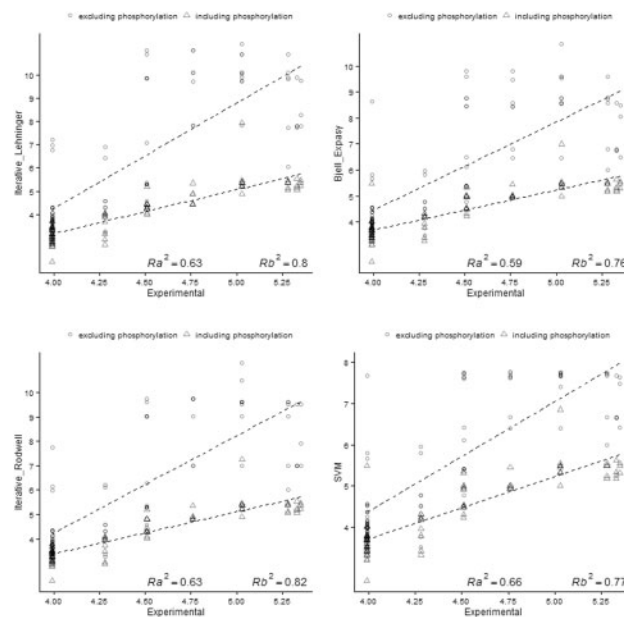 ○ excluding phosphorylation △ including phosphorylation
Iterative_Lehninger
10
9
8
7
6
5
4
Ra² = 0.63 Rb² = 0.8
4.00 4.25 4.50 4.75 5.00 5.25
Experimental
○ excluding phosphorylation △ including phosphorylation
Bjell_Expasy
10
9
8
7
6
5
4
Ra² = 0.59 Rb² = 0.76
4.00 4.25 4.50 4.75 5.00 5.25
Experimental
○ excluding phosphorylation △ including phosphorylation
Iterative_Rodwell
10
9
8
7
6
5
4
Ra² = 0.63 Rb² = 0.82
4.00 4.25 4.50 4.75 5.00 5.25
Experimental
○ excluding phosphorylation △ including phosphorylation
SVM
8
7
6
5
4
Ra² = 0.66 Rb² = 0.77
4.00 4.25 4.50 4.75 5.00 5.25
Experimental